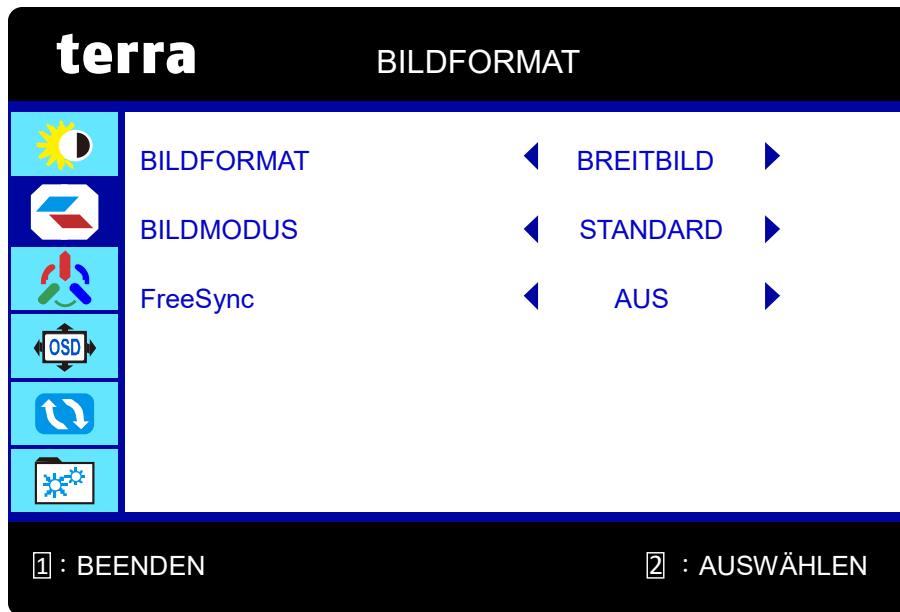 terra BILDFORMAT
BILDFORMAT BREITBILD
BILDMODUS STANDARD
FreeSync AUS
OSD
1 : BEENDEN 2 : AUSWÄHLEN